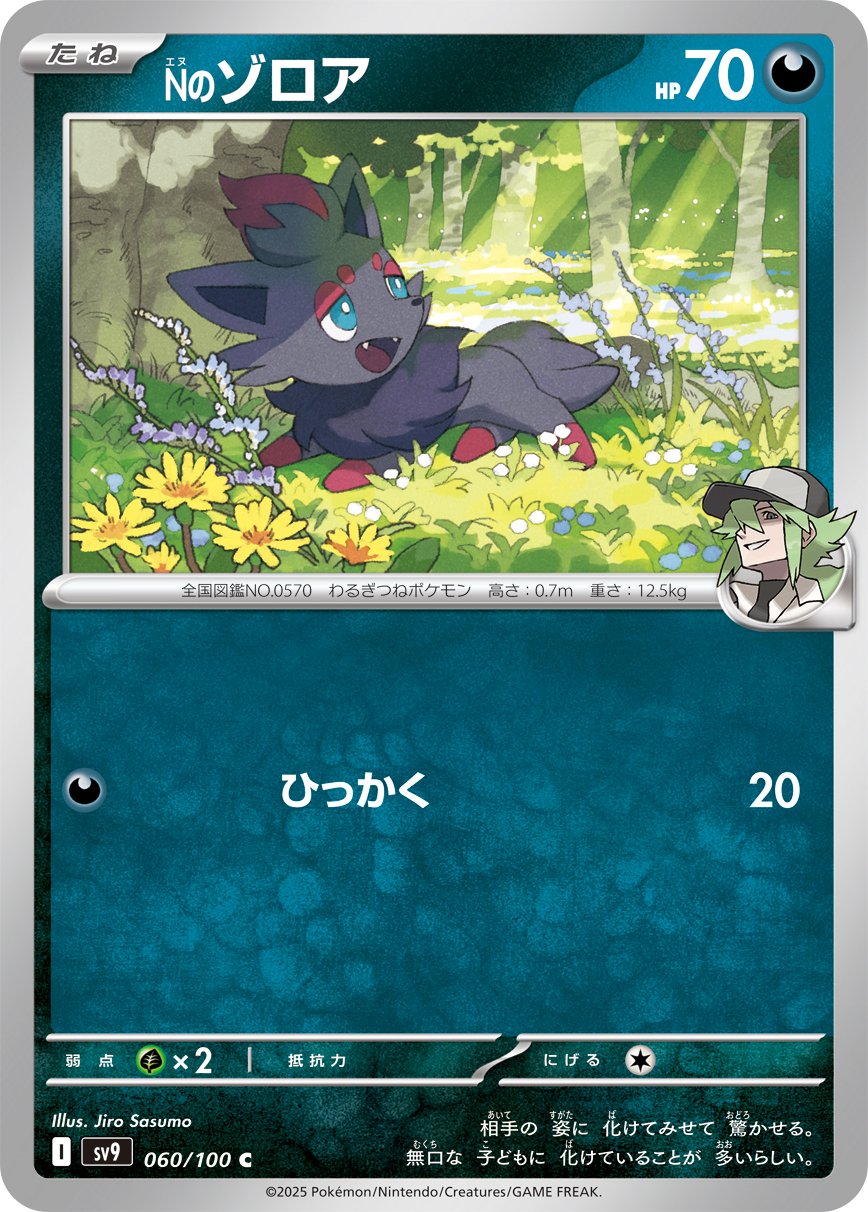 たね
エヌ
Nのゾロア
HP70
全国図鑑NO.0570 わるぎつねポケモン 高さ:0.7m 重さ:12.5kg
ひっかく 20
弱点 ×2 抵抗力 にげる
Illus. Jiro Sasumo
あいて すがた ば おどろ
相手の 姿に 化けてみせて 驚かせる。
むくち こ ば おお
無口な 子どもに 化けていることが 多いらしい。
I sv9 060/100 C
©2025 Pokémon/Nintendo/Creatures/GAME FREAK.